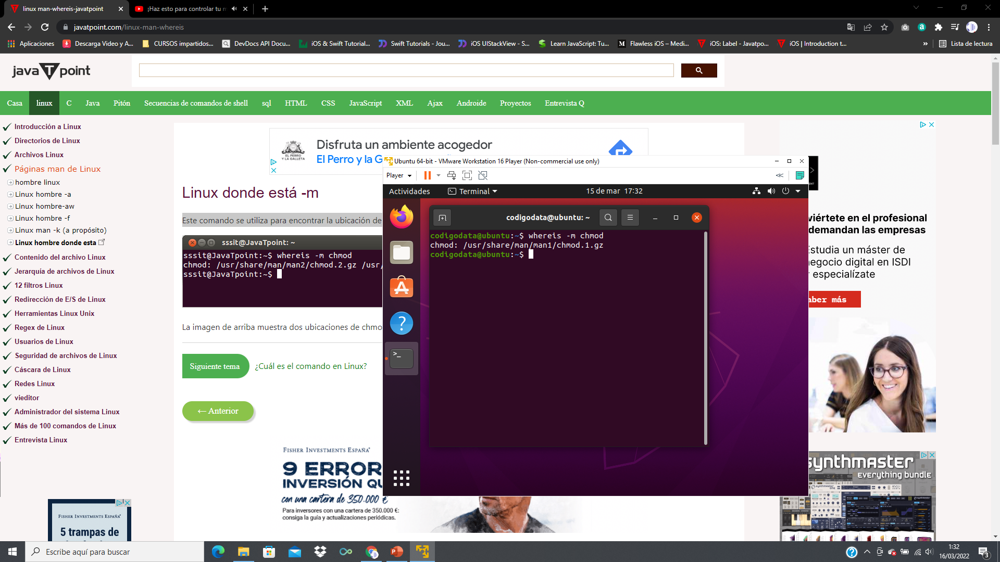 linux man-whereis-javatpoint
¡Haz esto para controlar tu m
javatpoint.com/linux-man-whereis
Aplicaciones
Descarga Video y A...
CURSOS impartidos...
DevDocs API Docu...
iOS & Swift Tutorial...
Swift Tutorials - Jou...
iOS UIStackView - S...
Learn JavaScript: Tu...
Flawless iOS – Medi...
iOS: Label - Javatpo...
iOS | Introduction t...
»
Lista de lectura
java T point
Casa
linux
C
Java
Pitón
Secuencias de comandos de shell
sql
HTML
CSS
JavaScript
XML
Ajax
Androide
Proyectos
Entrevista Q
Introducción a Linux
Directorios de Linux
Archivos Linux
Páginas man de Linux
hombre linux
Linux hombre -a
Linux hombre-aw
Linux hombre -f
Linux man -k (a propósito)
Linux hombre donde esta
Contenido del archivo Linux
Jerarquía de archivos de Linux
12 filtros Linux
Redirección de E/S de Linux
Herramientas Linux Unix
Regex de Linux
Usuarios de Linux
Seguridad de archivos de Linux
Cáscara de Linux
Redes Linux
vieditor
Administrador del sistema Linux
Más de 100 comandos de Linux
Entrevista Linux
FISHER INVESTMENTS ESPAÑA
5 trampas de
EL PERRO
Y LA GALLETA
Disfruta un ambiente acogedor
El Perro y la G
Linux donde está -m
Este comando se utiliza para encontrar la ubicación de
sssit@JavaTpoint: ~
sssit@JavaTpoint:~$ whereis -m chmod
chmod: /usr/share/man/man2/chmod.2.gz /usr/
sssit@JavaTpoint:~$
La imagen de arriba muestra dos ubicaciones de chmo
Siguiente tema
¿Cuál es el comando en Linux?
← Anterior
FISHER INVESTMENTS ESPAÑA
9 ERROR
INVERSIÓN QU
con una cartera de 350.000 €
Para inversores con una cartera de 350.000 €:
consiga la guía y actualizaciones periódicas.
Ubuntu 64-bit - VMware Workstation 16 Player (Non-commercial use only)
Player
Actividades
Terminal
15 de mar 17:32
codigodata@ubuntu: ~
codigodata@ubuntu:~$ whereis -m chmod
chmod: /usr/share/man/man1/chmod.1.gz
codigodata@ubuntu:~$
viértete en el profesional
demandan las empresas
Estudia un máster de
negocio digital en ISDI
y especialízate
aber más
synthmaster
everything bundle
Escribe aquí para buscar
1:32
16/03/2022
3